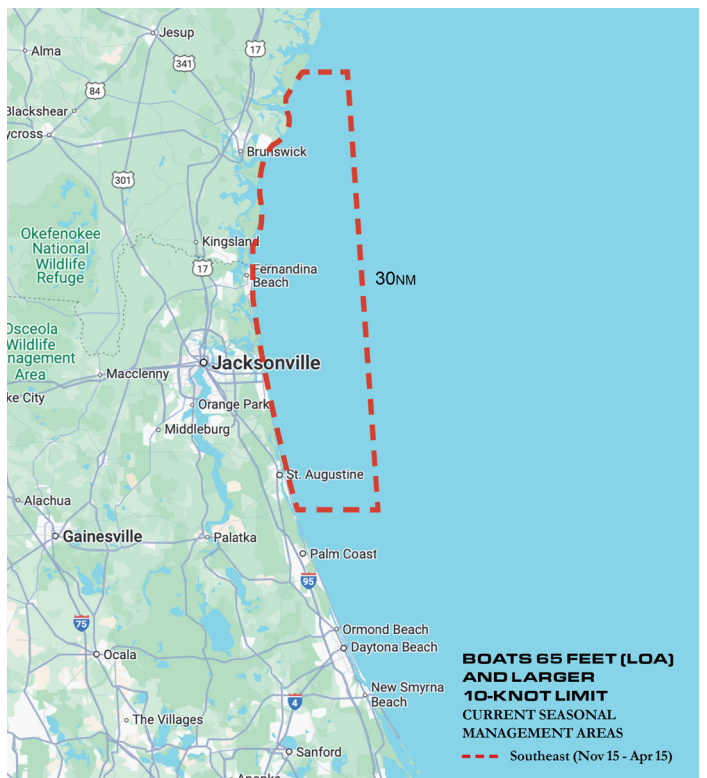 Jesup
Alma
17
341
84
Blackshear
ycross
Brunswick
301
Okefenokee
National
Wildlife
Refuge
Kingsland
17
Fernandina
Beach
30NM
Osceola
Wildlife
nagement
Area
Jacksonville
Macclenny
ke City
Orange Park
Middleburg
St. Augustine
Alachua
Gainesville
Palatka
Palm Coast
95
75
Ormond Beach
Daytona Beach
Ocala
New Smyrna
Beach
4
The Villages
Sanford
BOATS 65 FEET (LOA)
AND LARGER
10-KNOT LIMIT
CURRENT SEASONAL
MANAGEMENT AREAS
Southeast (Nov 15 - Apr 15)